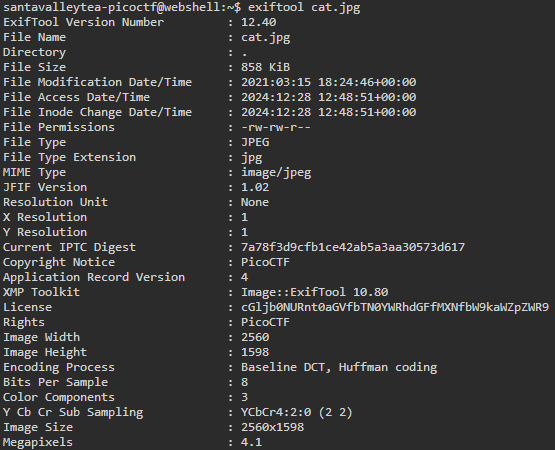 santavalleytea-picoctf@webshell:~$ exiftool cat.jpg
ExifTool Version Number : 12.40
File Name : cat.jpg
Directory : .
File Size : 858 KiB
File Modification Date/Time : 2021:03:15 18:24:46+00:00
File Access Date/Time : 2024:12:28 12:48:51+00:00
File Inode Change Date/Time : 2024:12:28 12:48:51+00:00
File Permissions : -rw-rw-r--
File Type : JPEG
File Type Extension : jpg
MIME Type : image/jpeg
JFIF Version : 1.02
Resolution Unit : None
X Resolution : 1
Y Resolution : 1
Current IPTC Digest : 7a78f3d9cfb1ce42ab5a3aa30573d617
Copyright Notice : PicoCTF
Application Record Version : 4
XMP Toolkit : Image::ExifTool 10.80
License : cGljb0NURnt0aGVfbTN0YWRhdGFfMXNfbW9kaWZpZWR9
Rights : PicoCTF
Image Width : 2560
Image Height : 1598
Encoding Process : Baseline DCT, Huffman coding
Bits Per Sample : 8
Color Components : 3
Y Cb Cr Sub Sampling : YCbCr4:2:0 (2 2)
Image Size : 2560x1598
Megapixels : 4.1